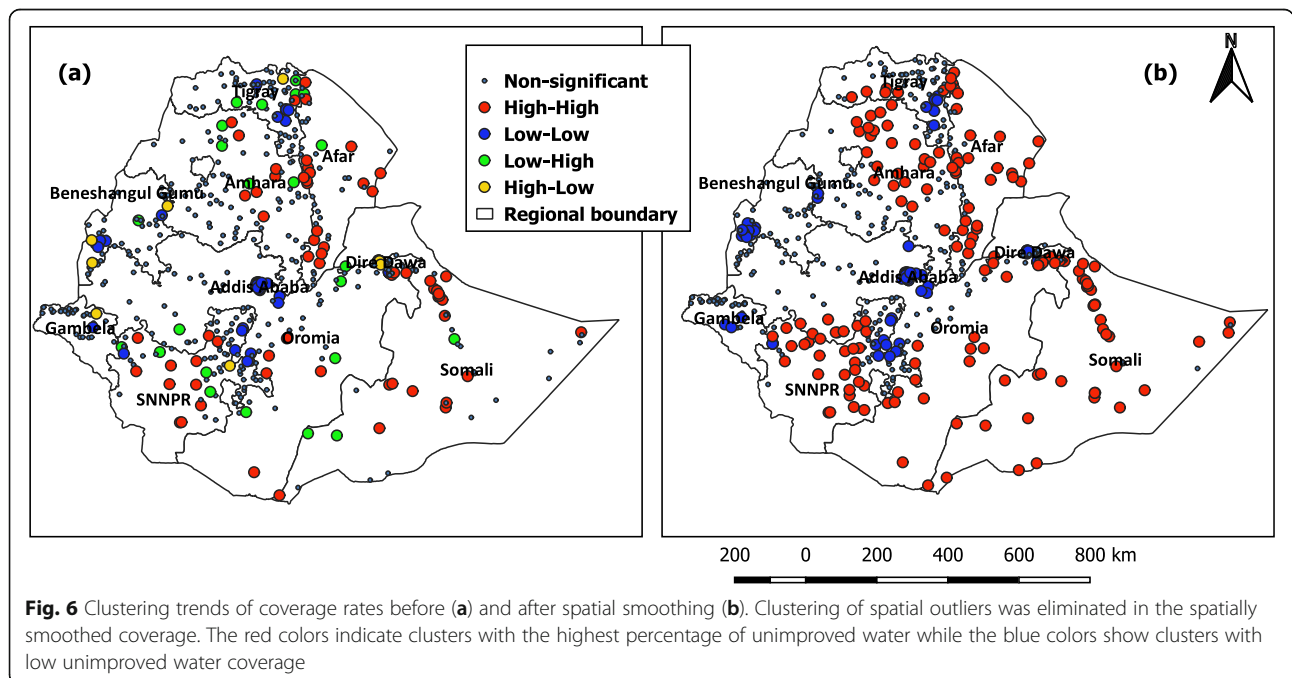 (a)
Tigray
Afar
Amhara
Beneshangul Gumu
Dire Dawa
Addis Ababa
Gambela
Oromia
Somali
SNNPR
Non-significant
High-High
Low-Low
Low-High
High-Low
Regional boundary
(b)
N
Tigray
Afar
Amhara
Beneshangul Gumu
Dire Dawa
Addis Ababa
Gambela
Oromia
Somali
SNNPR
200 0 200 400 600 800 km
Fig. 6 Clustering trends of coverage rates before (a) and after spatial smoothing (b). Clustering of spatial outliers was eliminated in the spatially
smoothed coverage. The red colors indicate clusters with the highest percentage of unimproved water while the blue colors show clusters with
low unimproved water coverage